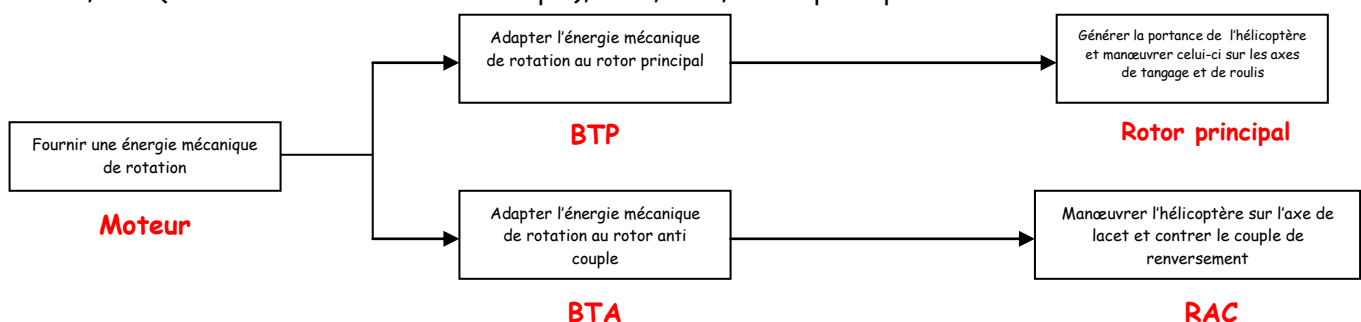 Adapter l'énergie mécanique
de rotation au rotor principal
BTP
Générer la portance de l'hélicoptère
et manœuvrer celui-ci sur les axes
de tangage et de roulis
Rotor principal
Fournir une énergie mécanique
de rotation
Moteur
Adapter l'énergie mécanique
de rotation au rotor anti
couple
BTA
Manœuvrer l'hélicoptère sur l'axe de
lacet et contrer le couple de
renversement
RAC